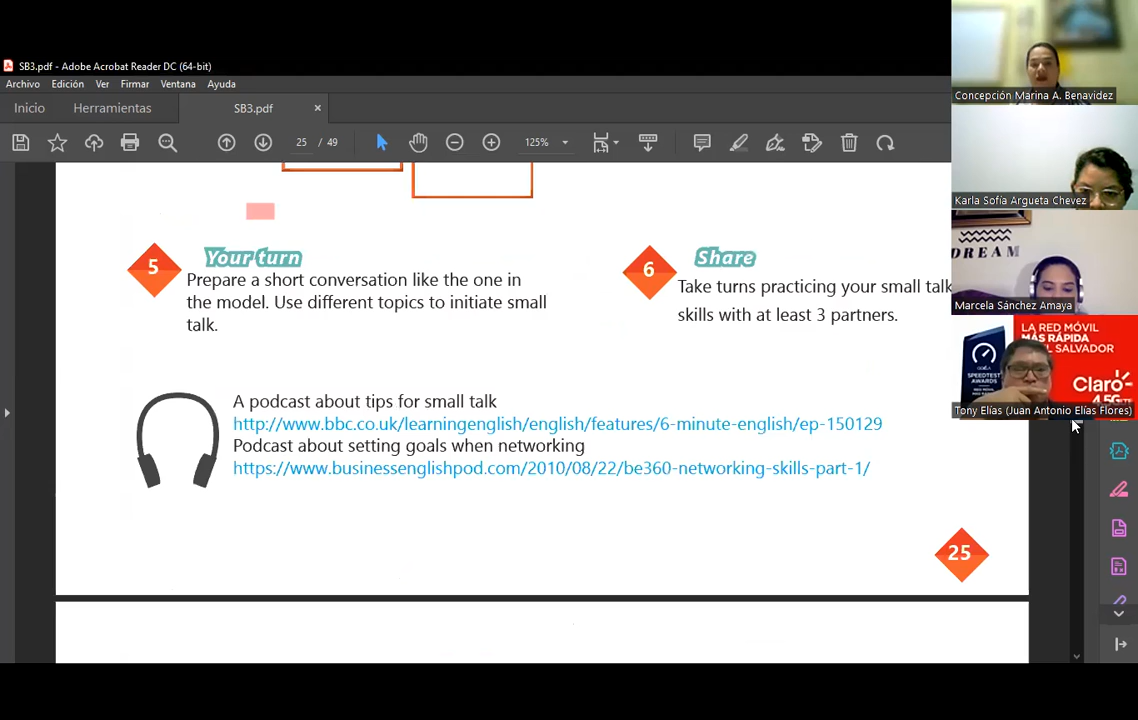 SB3.pdf - Adobe Acrobat Reader DC (64-bit)
Archivo Edición Ver Firmar Ventana Ayuda
Inicio Herramientas SB3.pdf ×
25 / 49 125%
5 Your turn
Prepare a short conversation like the one in
the model. Use different topics to initiate small
talk.
6 Share
Take turns practicing your small talk
skills with at least 3 partners.
A podcast about tips for small talk
http://www.bbc.co.uk/learningenglish/english/features/6-minute-english/ep-150129
Podcast about setting goals when networking
https://www.businessenglishpod.com/2010/08/22/be360-networking-skills-part-1/
25
Concepción Marina A. Benavidez
Karla Sofía Argueta Chevez
DREAM
Marcela Sánchez Amaya
LA RED MÓVIL
MÁS RÁPIDA
EL SALVADOR
SPEEDTEST
AWARDS
Claro
4.5G
Tony Elías (Juan Antonio Elías Flores)